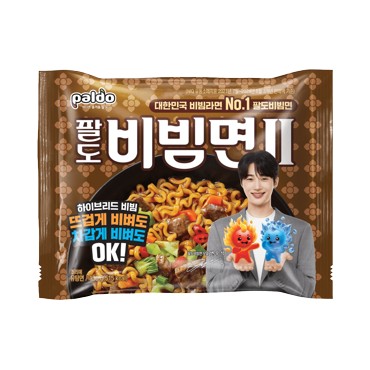 paldo
대한민국 비빔라면 No.1 팔도비빔면
팔도
비빔면II
하이브리드 비빔
뜨겁게 비벼도
차갑게 비벼도
OK!